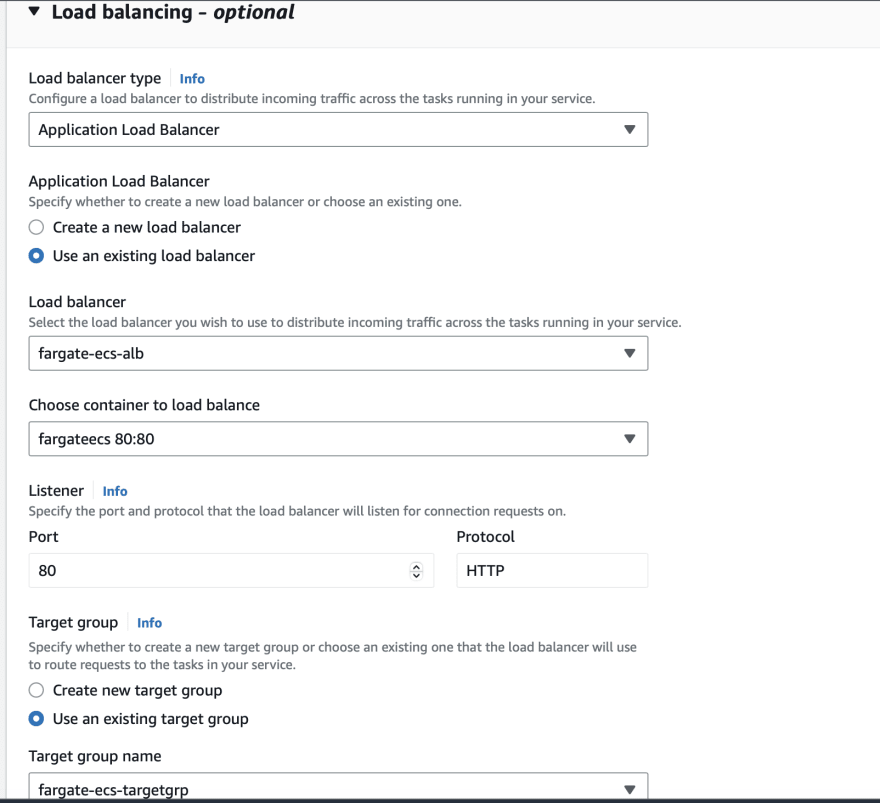 Load balancing - optional
Load balancer type Info
Configure a load balancer to distribute incoming traffic across the tasks running in your service.
Application Load Balancer
Application Load Balancer
Specify whether to create a new load balancer or choose an existing one.
Create a new load balancer
Use an existing load balancer
Load balancer
Select the load balancer you wish to use to distribute incoming traffic across the tasks running in your service.
fargate-ecs-alb
Choose container to load balance
fargateecs 80:80
Listener Info
Specify the port and protocol that the load balancer will listen for connection requests on.
Port Protocol
80 HTTP
Target group Info
Specify whether to create a new target group or choose an existing one that the load balancer will use
to route requests to the tasks in your service.
Create new target group
Use an existing target group
Target group name
fargate-ecs-targetgrp